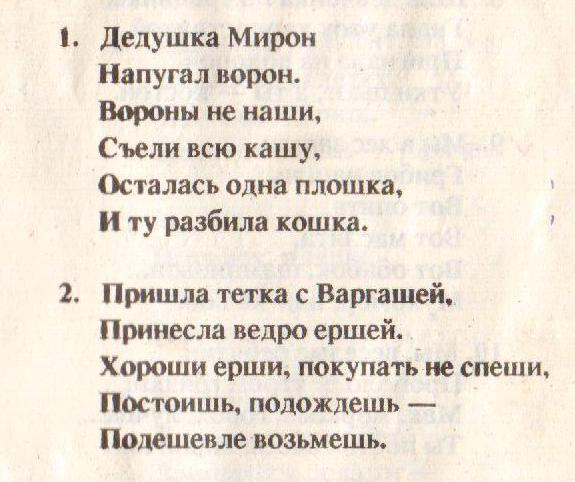 1. Дедушка Мирон
Напугал ворон.
Вороны не наши,
Съели всю кашу,
Осталась одна плошка,
И ту разбила кошка.
2. Пришла тетка с Варгашей,
Принесла ведро ершей.
Хороши ерши, покупать не спеши,
Постоишь, подождешь —
Подешевле возьмешь.